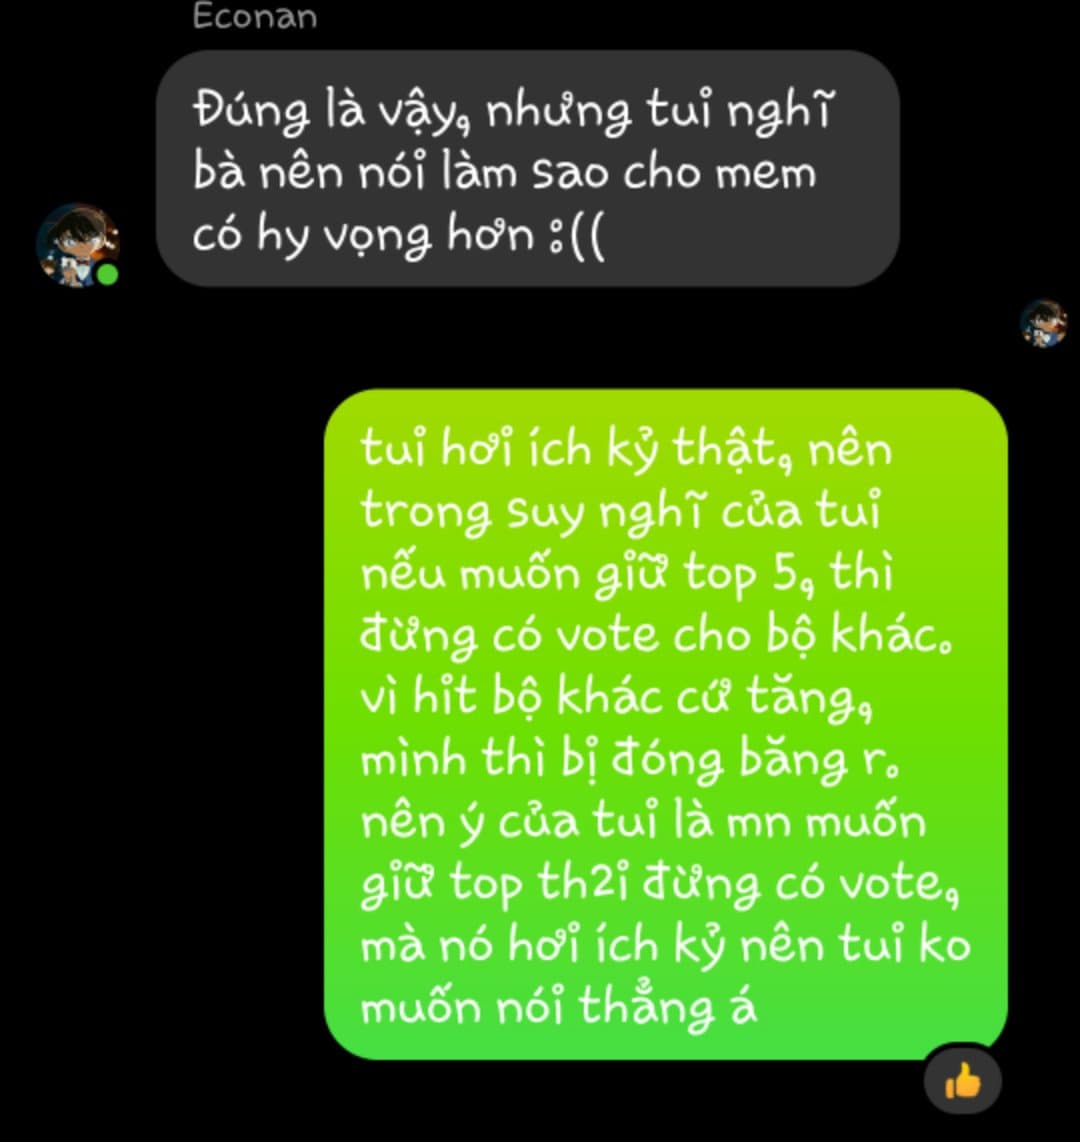 Econan
Đúng là vậy, nhưng tui nghĩ
bà nên nói làm sao cho mem
có hy vọng hơn :((
tui hơi ích kỷ thật, nên
trong suy nghĩ của tui
nếu muốn giữ top 5, thì
đừng có vote cho bộ khác.
vì hit bộ khác cứ tăng,
mình thì bị đóng băng r.
nên ý của tui là mn muốn
giữ top th2i đừng có vote,
mà nó hơi ích kỷ nên tui ko
muốn nói thẳng á